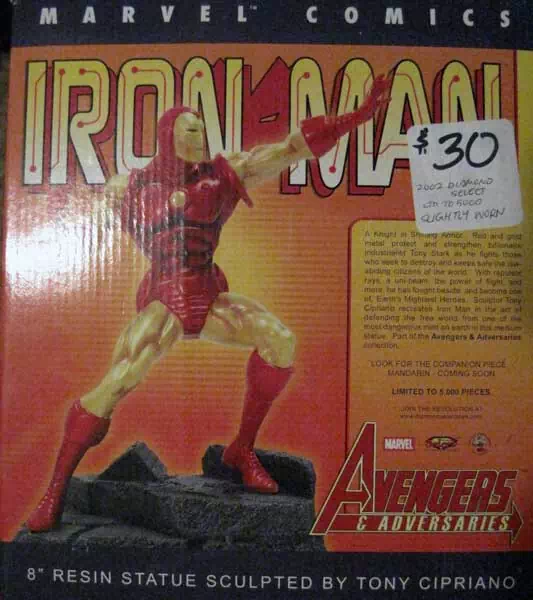 MARVEL™ COMICS
IRON MAN
$30
2002 DIAMOND
SELECT
LTD TO 5000
SLIGHTLY WORN
A Knight in Shining Armor. Red and gold
metal protect and strengthen billionaire
industrialist Tony Stark as he fights those
who seek to destroy and keeps safe the law-
abiding citizens of the world. With repulsor
rays, a uni-beam, the power of flight, and
more, he has fought beside, and become one
of, Earth's Mightiest Heroes. Sculptor Tony
Cipriano recreates Iron Man in the act of
defending the free world from one of the
most dangerous men on earth in this medium
statue. Part of the Avengers & Adversaries
collection.
LOOK FOR THE COMPANION PIECE
MANDARIN - COMING SOON
LIMITED TO 5,000 PIECES
JOIN THE REVOLUTION AT
MARVEL
AVENGERS
& ADVERSARIES
8" RESIN STATUE SCULPTED BY TONY CIPRIANO